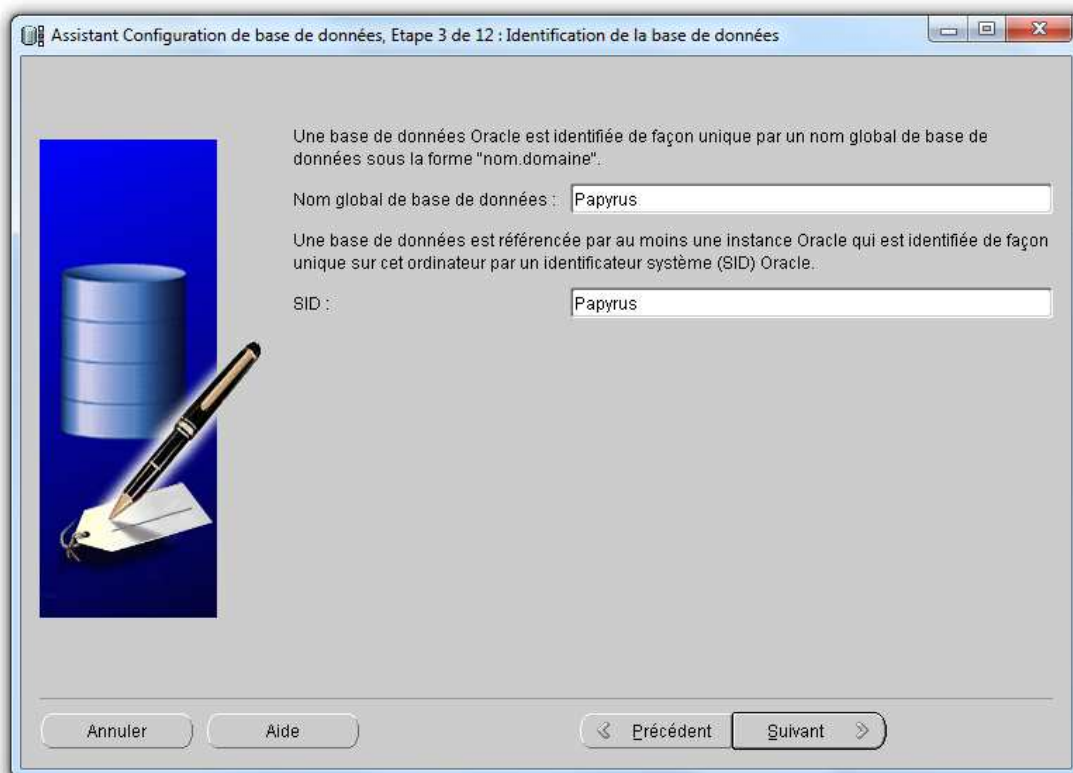 Assistant Configuration de base de données, Etape 3 de 12 : Identification de la base de données
Une base de données Oracle est identifiée de façon unique par un nom global de base de
données sous la forme "nom.domaine".
Nom global de base de données : Papyrus
Une base de données est référencée par au moins une instance Oracle qui est identifiée de façon
unique sur cet ordinateur par un identificateur système (SID) Oracle.
SID : Papyrus
Annuler Aide Précédent Suivant